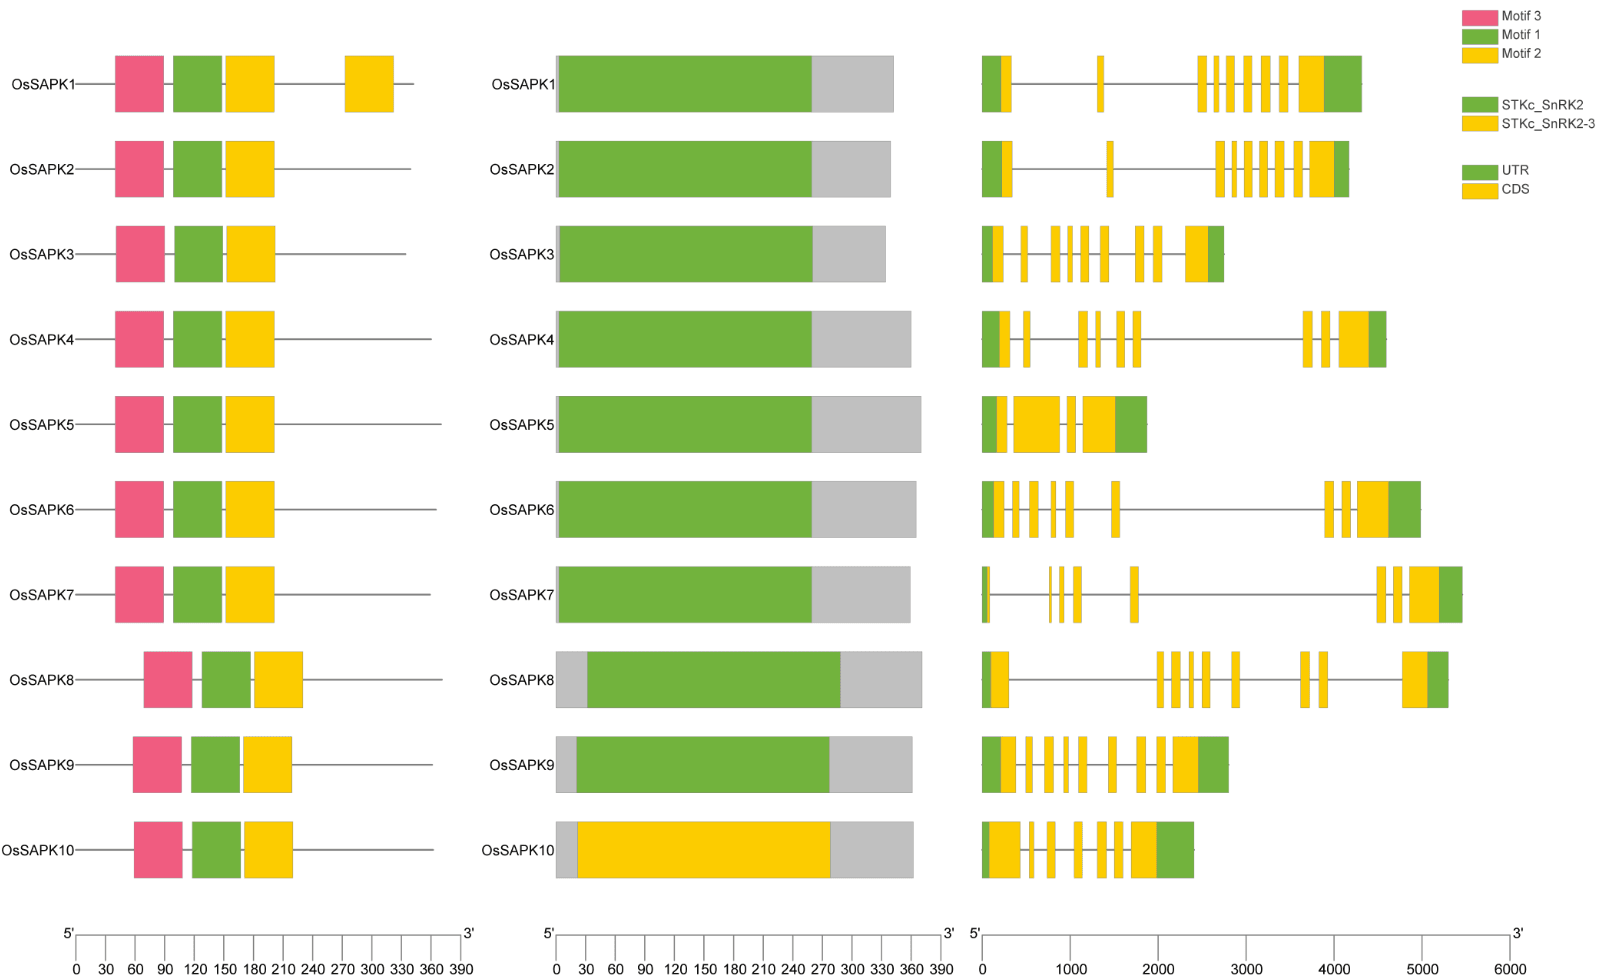 Motif 3
Motif 1
Motif 2
OsSAPK1 OsSAPK1
STKc_SnRK2
STKc_SnRK2-3
OsSAPK2 OsSAPK2
UTR
CDS
OsSAPK3 OsSAPK3
OsSAPK4 OsSAPK4
OsSAPK5 OsSAPK5
OsSAPK6 OsSAPK6
OsSAPK7 OsSAPK7
OsSAPK8 OsSAPK8
OsSAPK9 OsSAPK9
OsSAPK10 OsSAPK10
5' 3' 5' 3' 5' 3'
0 30 60 90 120 150 180 210 240 270 300 330 360 390 0 30 60 90 120 150 180 210 240 270 300 330 360 390 0 1000 2000 3000 4000 5000 6000